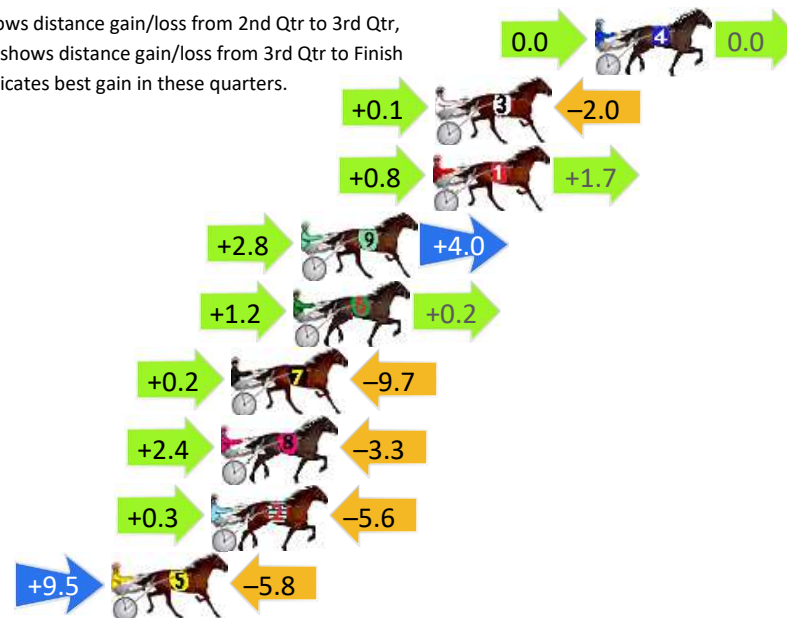 ows distance gain/loss from 2nd Qtr to 3rd Qtr,
shows distance gain/loss from 3rd Qtr to Finish
icates best gain in these quarters.
0.0 4 0.0
+0.1 3 –2.0
+0.8 1 +1.7
+2.8 9 +4.0
+1.2 6 +0.2
+0.2 7 –9.7
+2.4 8 –3.3
+0.3 2 –5.6
+9.5 5 –5.8